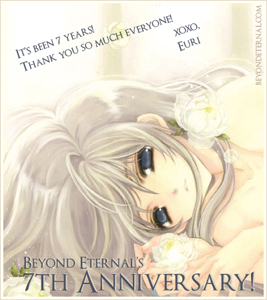 It's been 7 years!
Thank you so much everyone!
xoxo,
Euri
BeyondEternal.com
Beyond Eternal's
7th Anniversary!